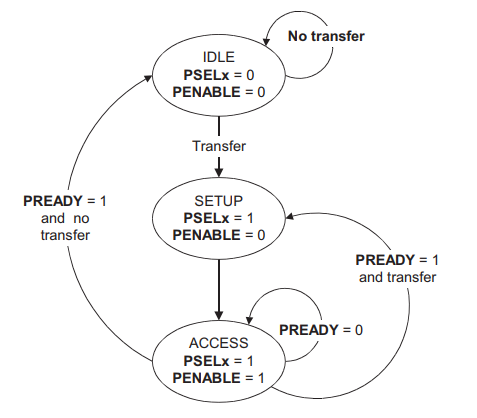 No transfer
IDLE
PSELx = 0
PENABLE = 0
Transfer
SETUP
PSELx = 1
PENABLE = 0
PREADY = 1
and no
transfer
PREADY = 1
and transfer
PREADY = 0
ACCESS
PSELx = 1
PENABLE = 1